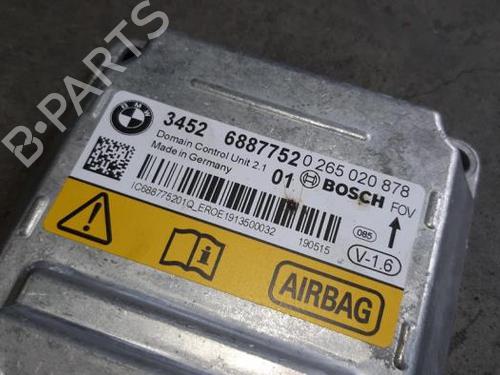 B-PARTS
BMW
3452 6887752 0 265 020 878
Domain Control Unit 2.1
Made in Germany
01 BOSCH FOV
IC688775201Q_EROE1913500032 190515
085
V-1.6
AIRBAG